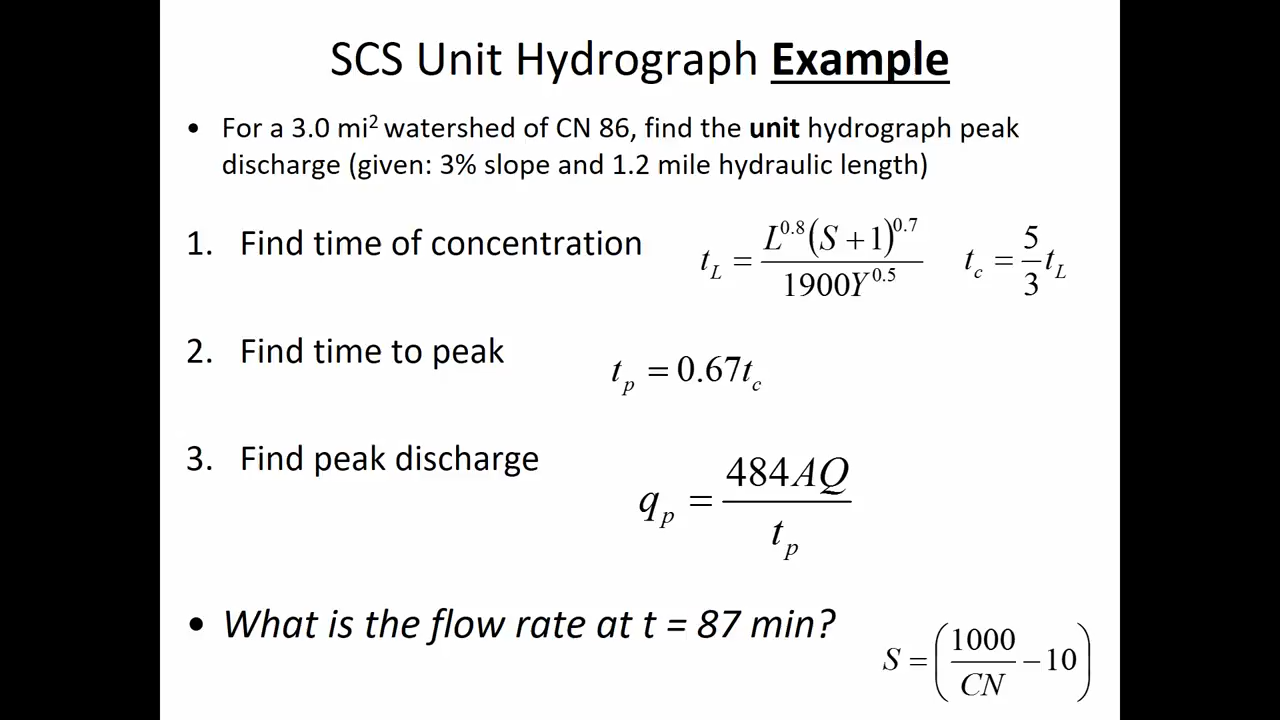 SCS Unit Hydrograph Example
• For a 3.0 mi² watershed of CN 86, find the unit hydrograph peak
discharge (given: 3% slope and 1.2 mile hydraulic length)
1. Find time of concentration t_L = L^0.8 (S + 1)^0.7 / 1900Y^0.5 t_c = 5/3 t_L
2. Find time to peak t_p = 0.67t_c
3. Find peak discharge q_p = 484AQ / t_p
• What is the flow rate at t = 87 min?
S = (1000/CN − 10)